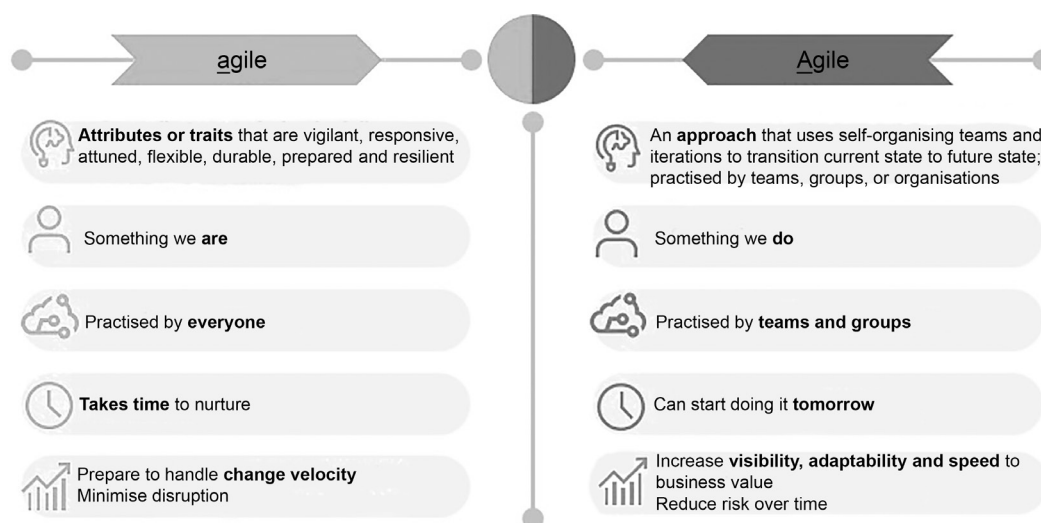 agile
Attributes or traits that are vigilant, responsive,
attuned, flexible, durable, prepared and resilient
Something we are
Practised by everyone
Takes time to nurture
Prepare to handle change velocity
Minimise disruption
Agile
An approach that uses self-organising teams and
iterations to transition current state to future state;
practised by teams, groups, or organisations
Something we do
Practised by teams and groups
Can start doing it tomorrow
Increase visibility, adaptability and speed to
business value
Reduce risk over time